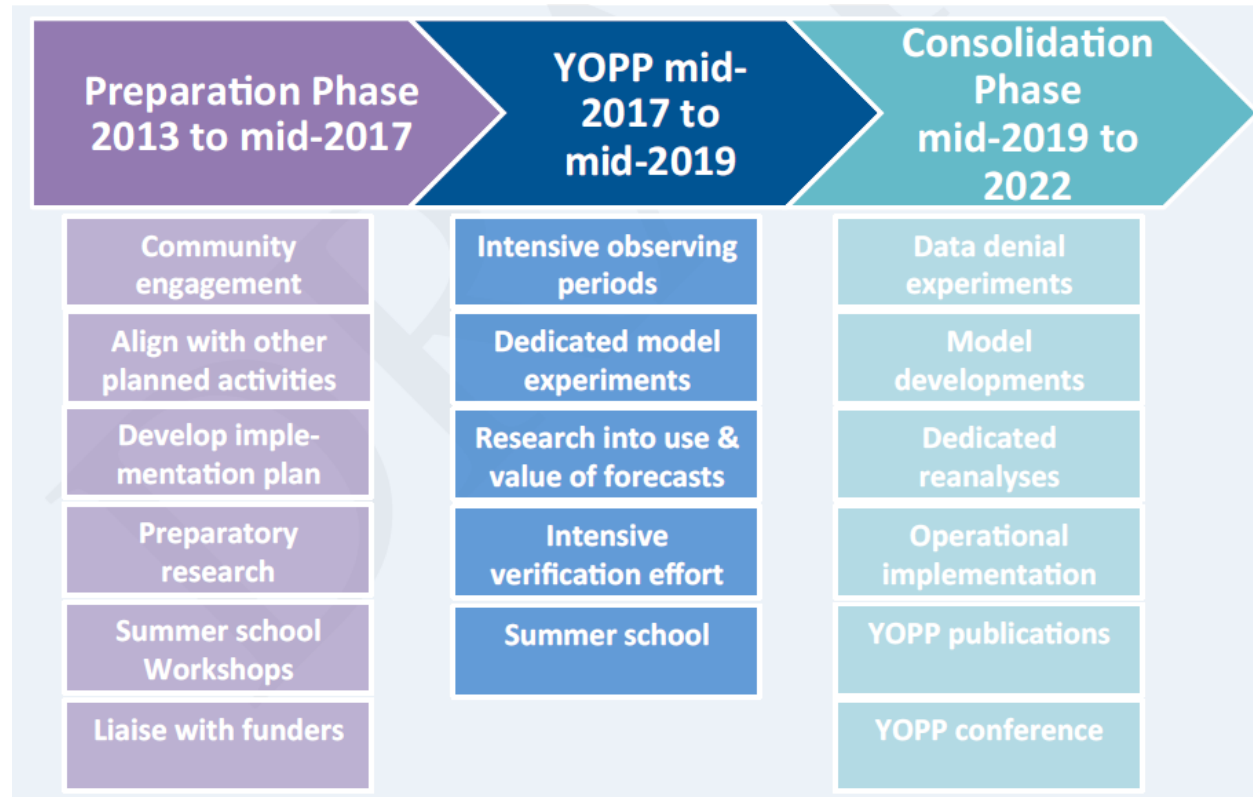 Preparation Phase
2013 to mid-2017
YOPP mid-
2017 to
mid-2019
Consolidation
Phase
mid-2019 to
2022
Community
engagement
Align with other
planned activities
Develop imple-
mentation plan
Preparatory
research
Summer school
Workshops
Liaise with funders
Intensive observing
periods
Dedicated model
experiments
Research into use &
value of forecasts
Intensive
verification effort
Summer school
Data denial
experiments
Model
developments
Dedicated
reanalyses
Operational
implementation
YOPP publications
YOPP conference